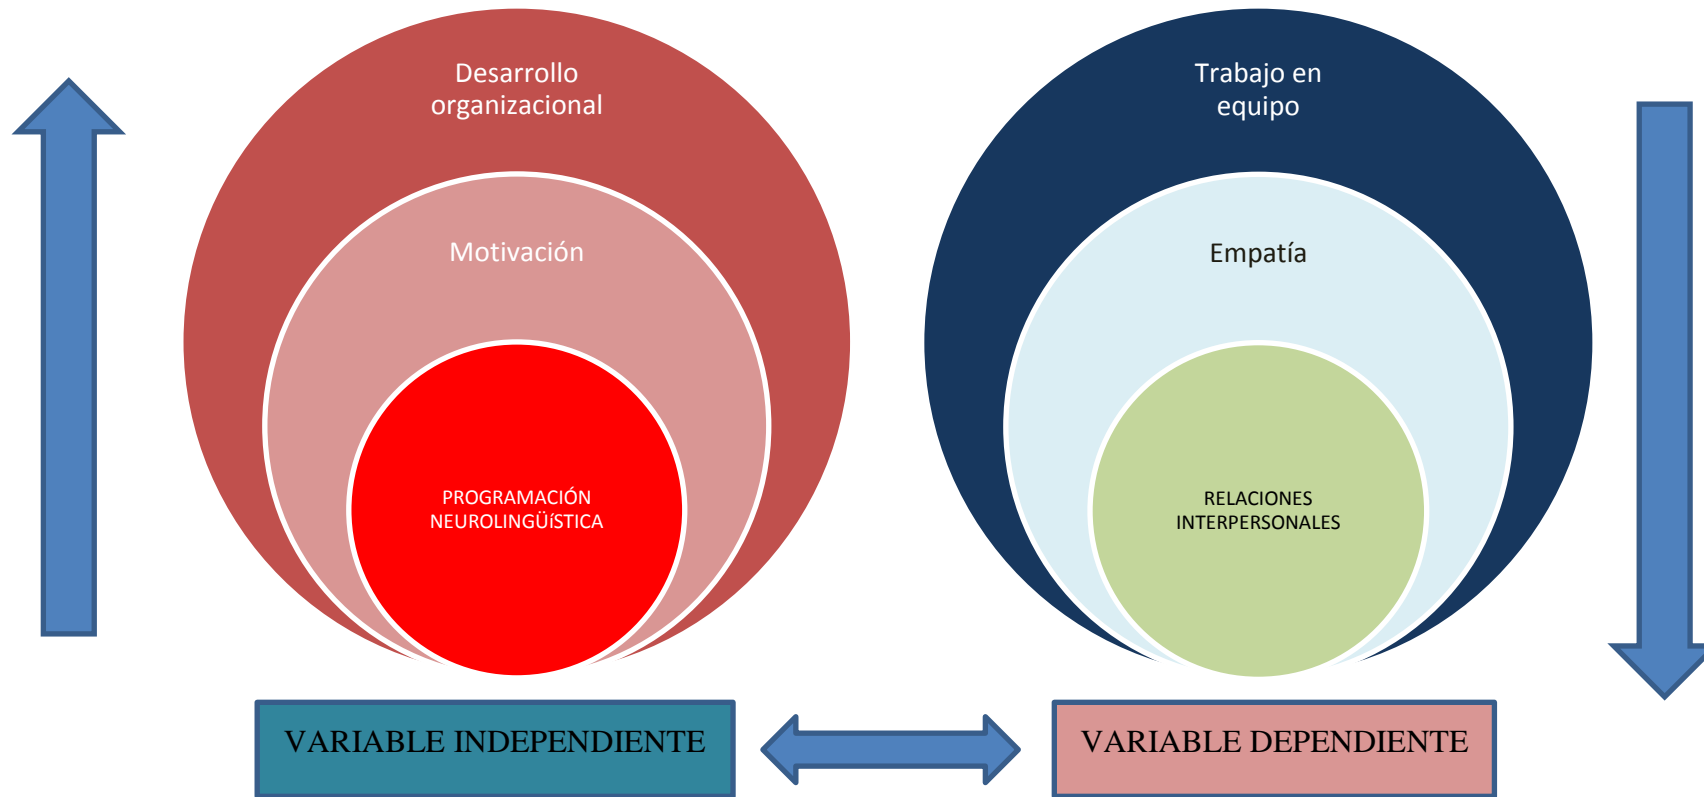 Desarrollo
organizacional
Motivación
PROGRAMACIÓN
NEUROLINGÜíSTICA
Trabajo en
equipo
Empatía
RELACIONES
INTERPERSONALES
VARIABLE INDEPENDIENTE
VARIABLE DEPENDIENTE